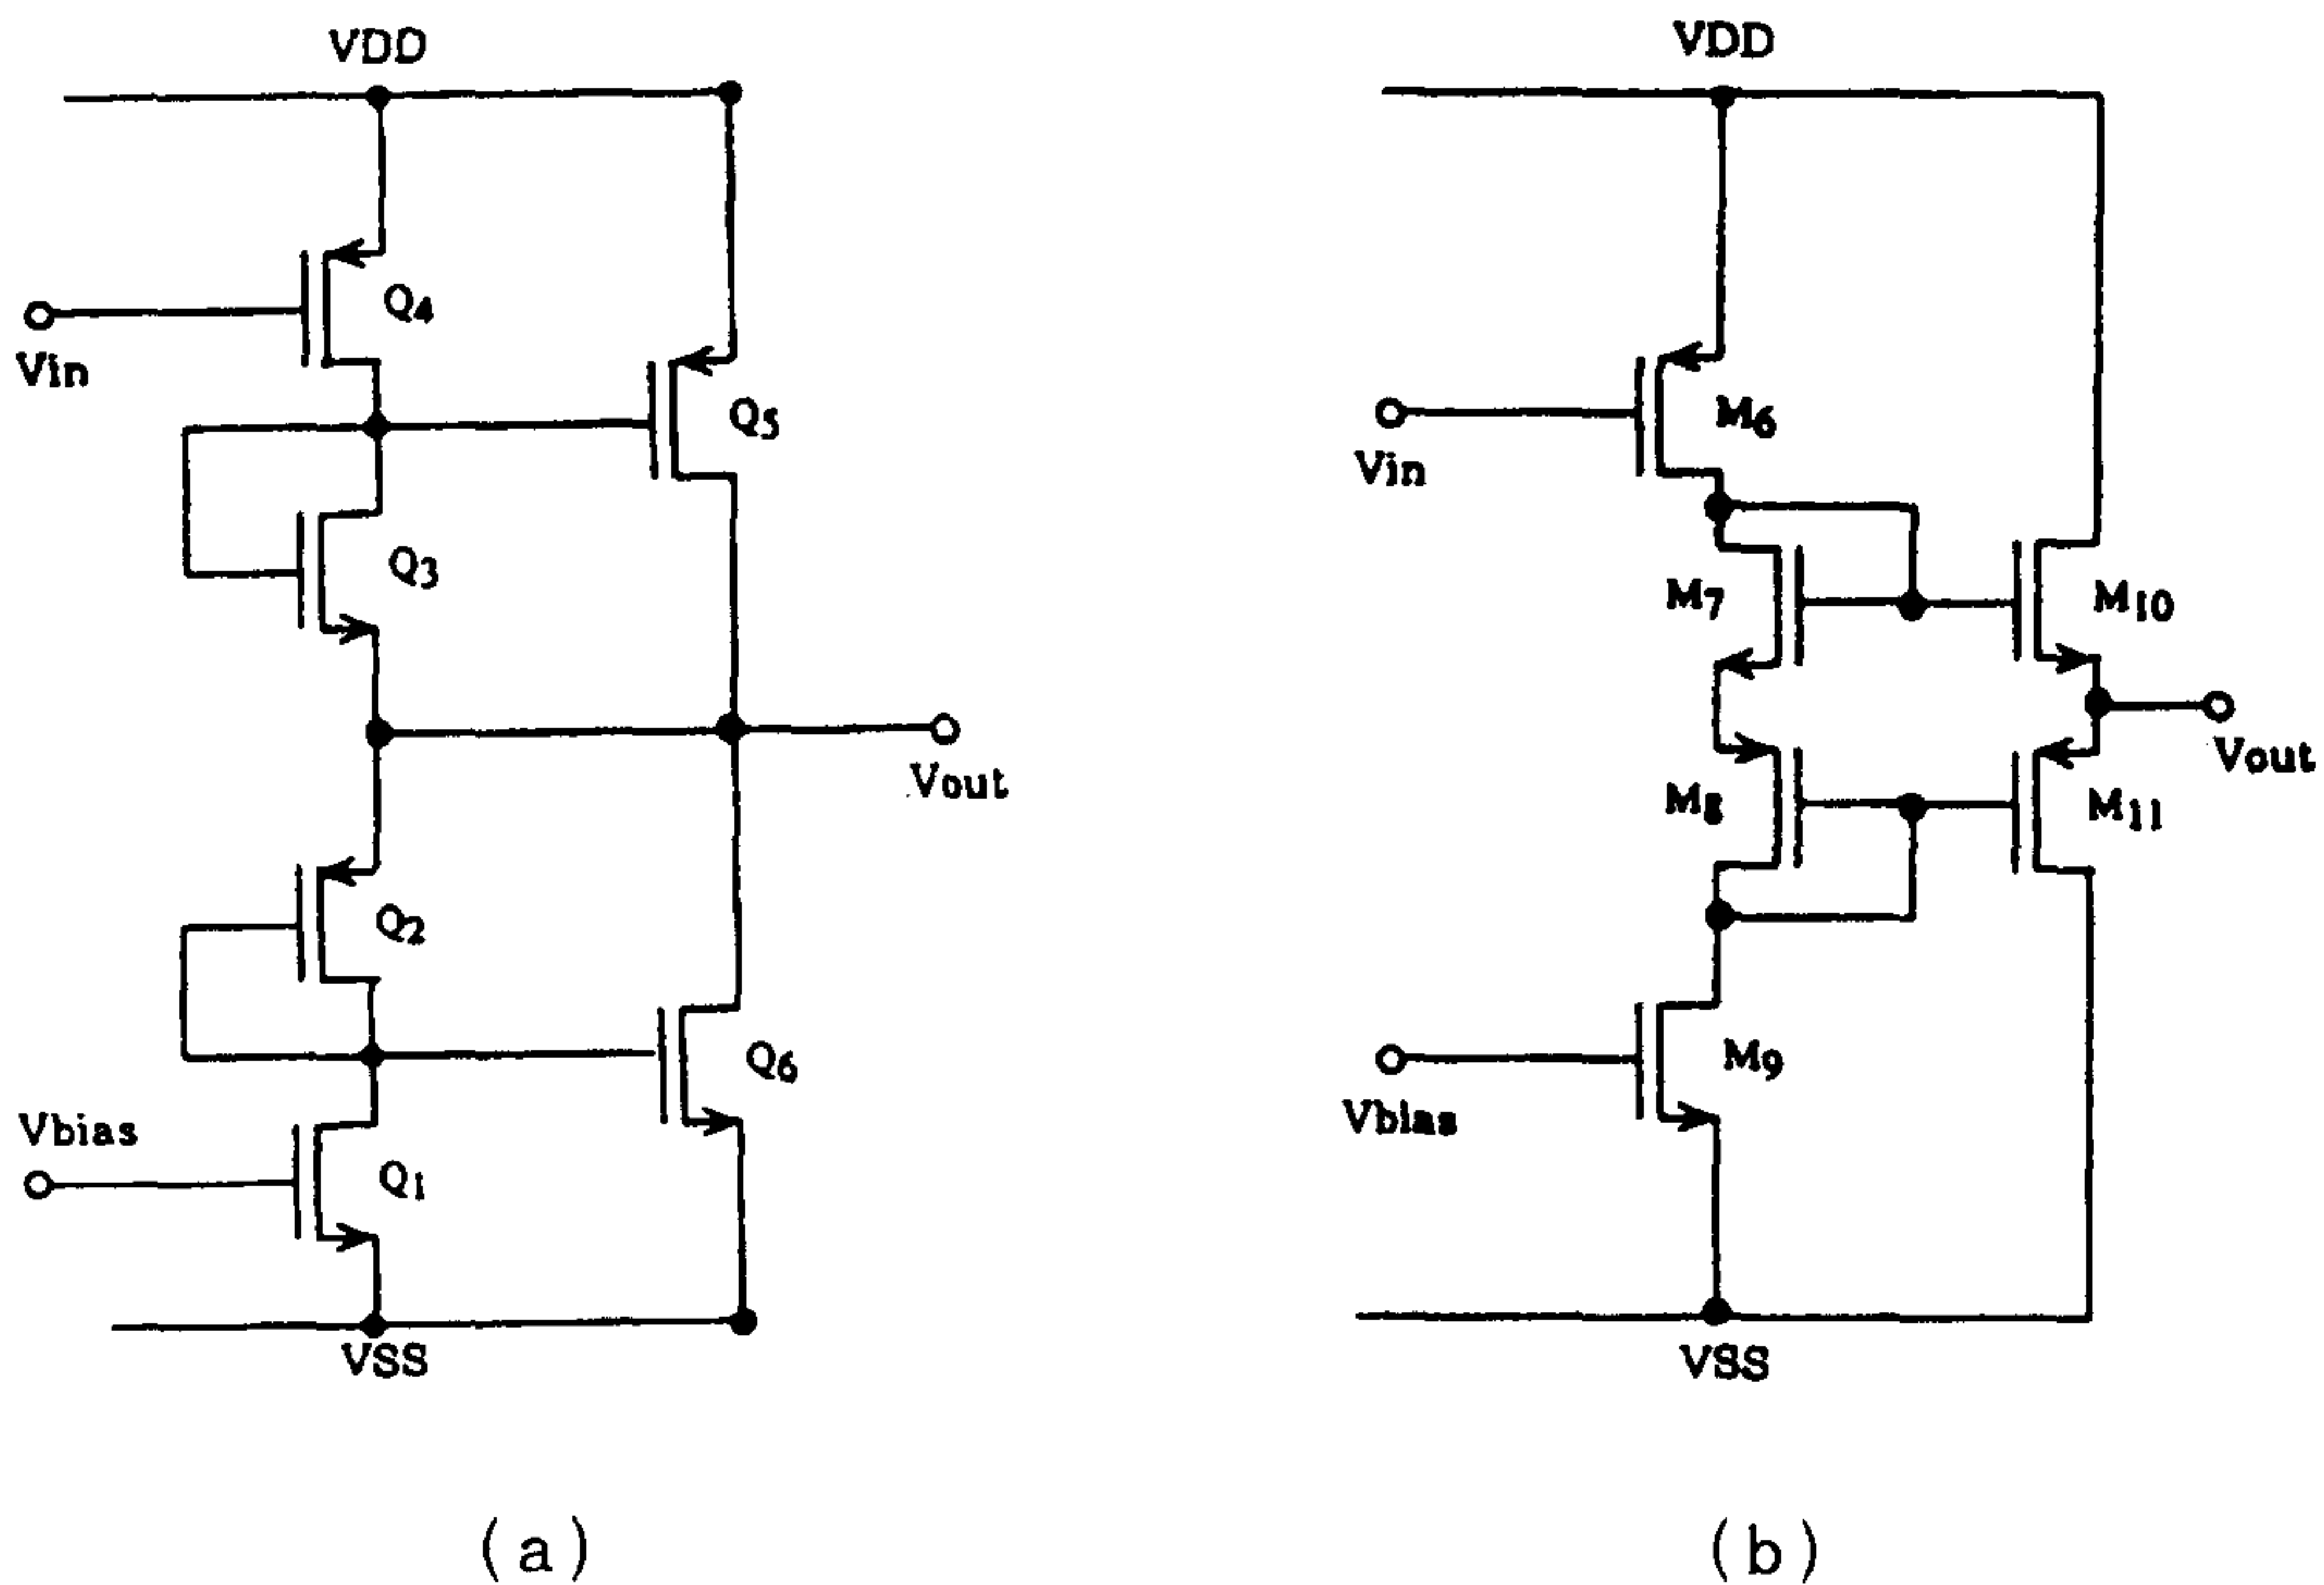 VDD
Q4
Vin
Q5
Q3
Vout
Q2
Q6
Vbias
Q1
VSS
(a)
VDD
M6
Vin
M7
M10
Vout
M8
M11
M9
Vbias
VSS
(b)